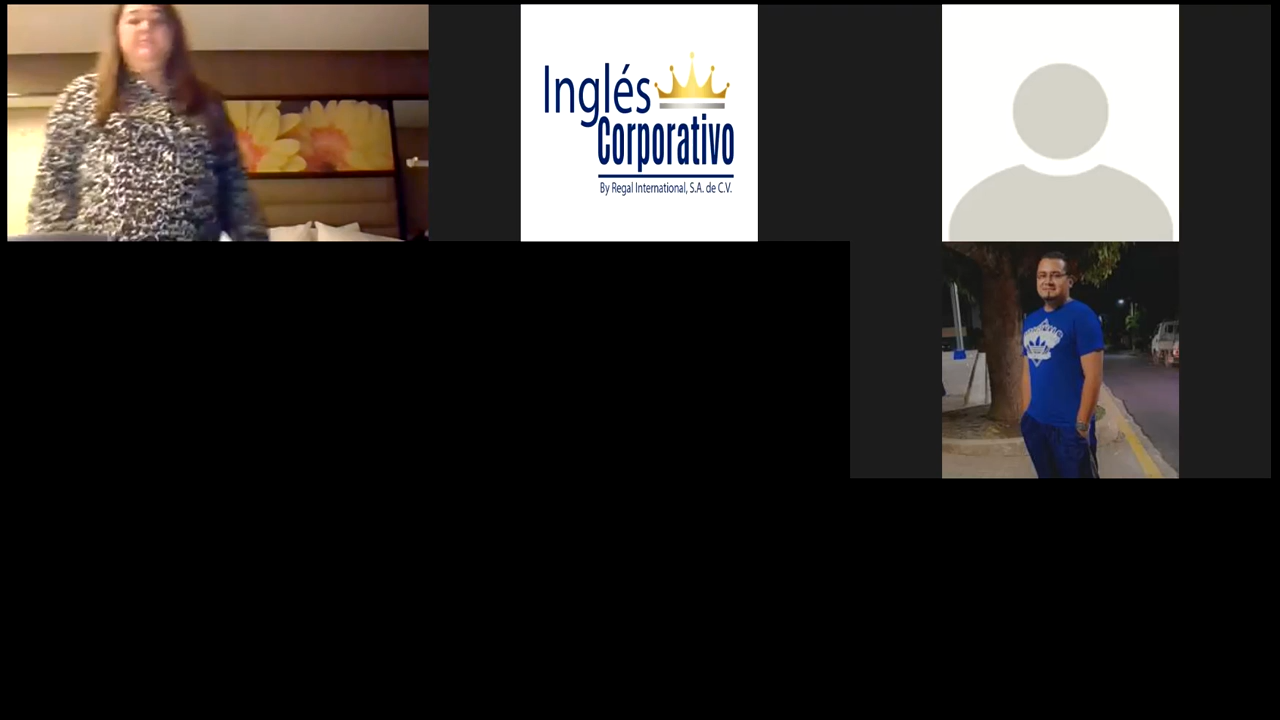 Inglés
Corporativo
By Regal International, S.A. de C.V.